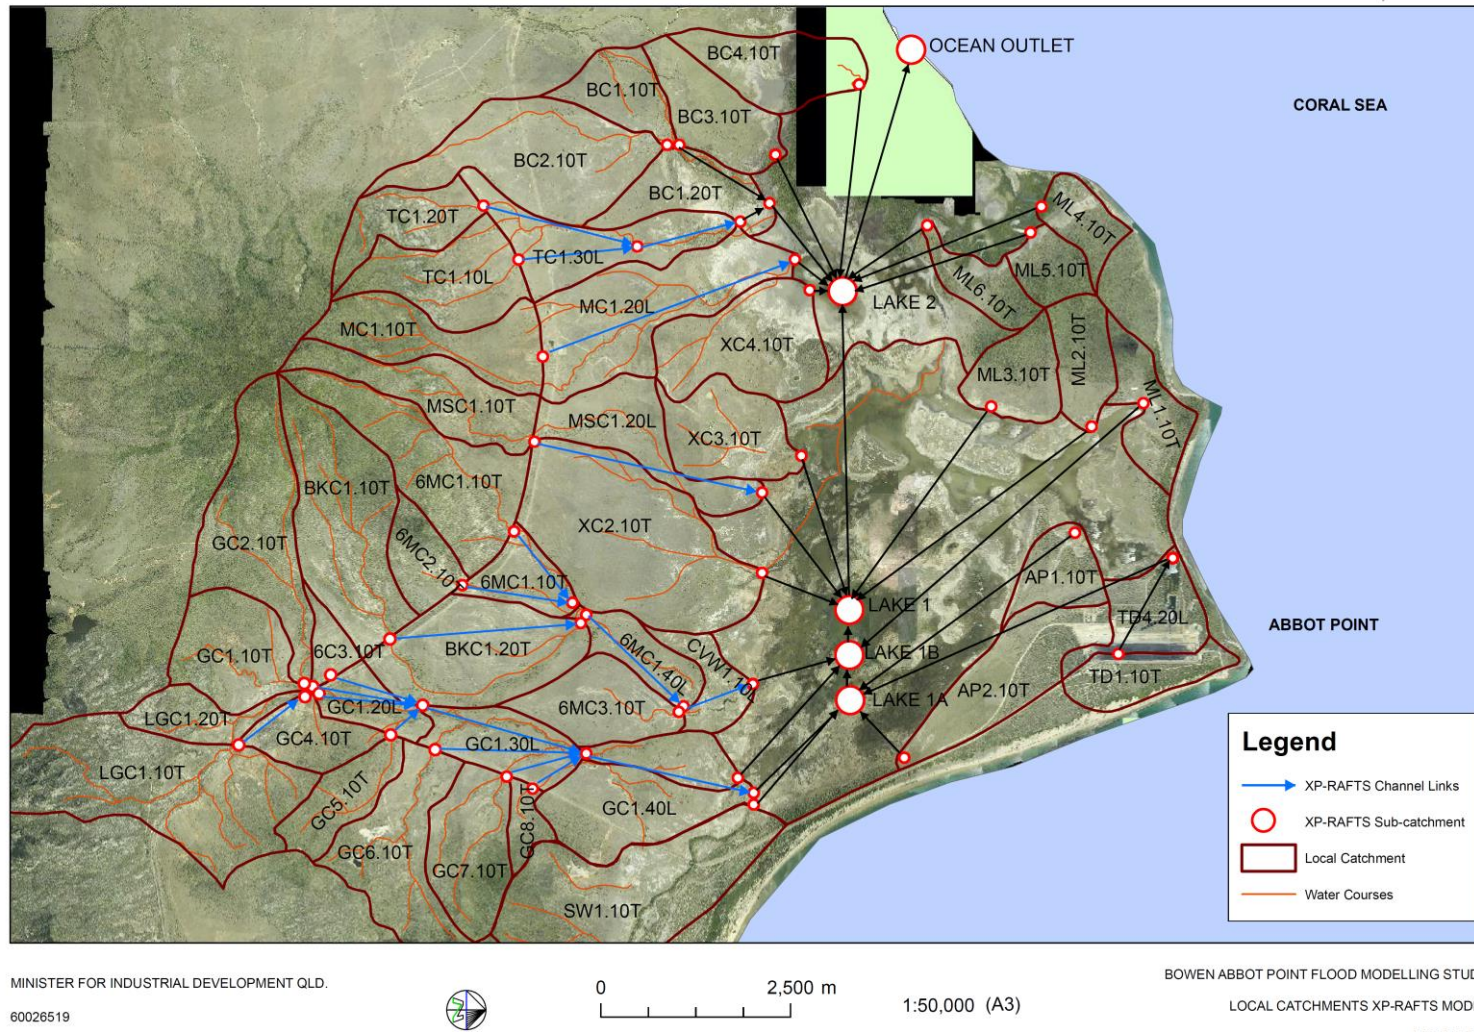 OCEAN OUTLET
BC4.10T
BC1.10T
CORAL SEA
BC3.10T
BC2.10T
BC1.20T
TC1.20T
ML4.10T
TC1.30L
TC1.10L
ML5.10T
ML6.10T
MC1.20L
LAKE 2
MC1.10T
XC4.10T
ML2.10T
ML3.10T
MSC1.10T
ML1.10T
MSC1.20L
XC3.10T
BKC1.10T
6MC1.10T
XC2.10T
GC2.10T
6MC2.10T
6MC1.10T
AP1.10T
LAKE 1
TD4.20L
ABBOT POINT
GC1.10T
6C3.10T
BKC1.20T
6MC1.40L
CVW1.10L
LAKE 1B
TD1.10T
AP2.10T
LAKE 1A
LGC1.20T
GC1.20L
6MC3.10T
GC4.10T
GC1.30L
LGC1.10T
GC5.10T
GC8.10T
GC1.40L
GC6.10T
GC7.10T
SW1.10T
Legend
XP-RAFTS Channel Links
XP-RAFTS Sub-catchment
Local Catchment
Water Courses
MINISTER FOR INDUSTRIAL DEVELOPMENT QLD.
60026519
0 2,500 m
1:50,000 (A3)
BOWEN ABBOT POINT FLOOD MODELLING STUD
LOCAL CATCHMENTS XP-RAFTS MOD